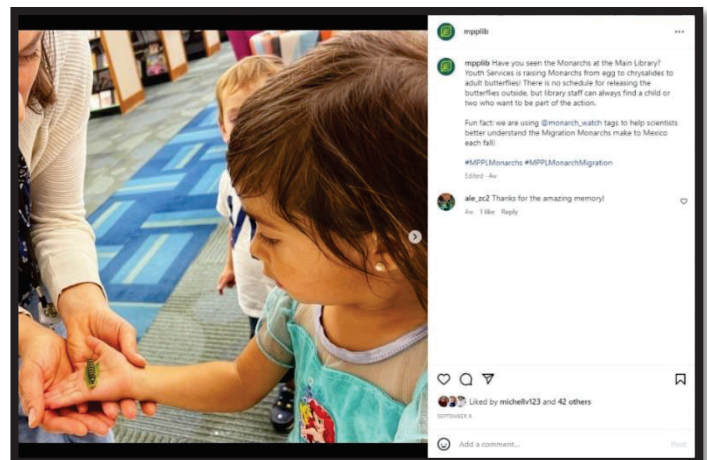 mpplib
mpplib Have you seen the Monarchs at the Main Library?
Youth Services is raising Monarchs from egg to chrysalides to
adult butterflies! There is no schedule for releasing the
butterflies outside, but library staff can always find a child or
two who want to be part of the action.
Fun fact: we are using @monarch_watch tags to help scientists
better understand the Migration Monarchs make to Mexico
each fall!
#MPPLMonarchs #MPPLMonarchMigration
Edited · 4w
ale_zc2 Thanks for the amazing memory!
4w 1 like Reply
Liked by michellv123 and 42 others
SEPTEMBER
Add a comment...
Post